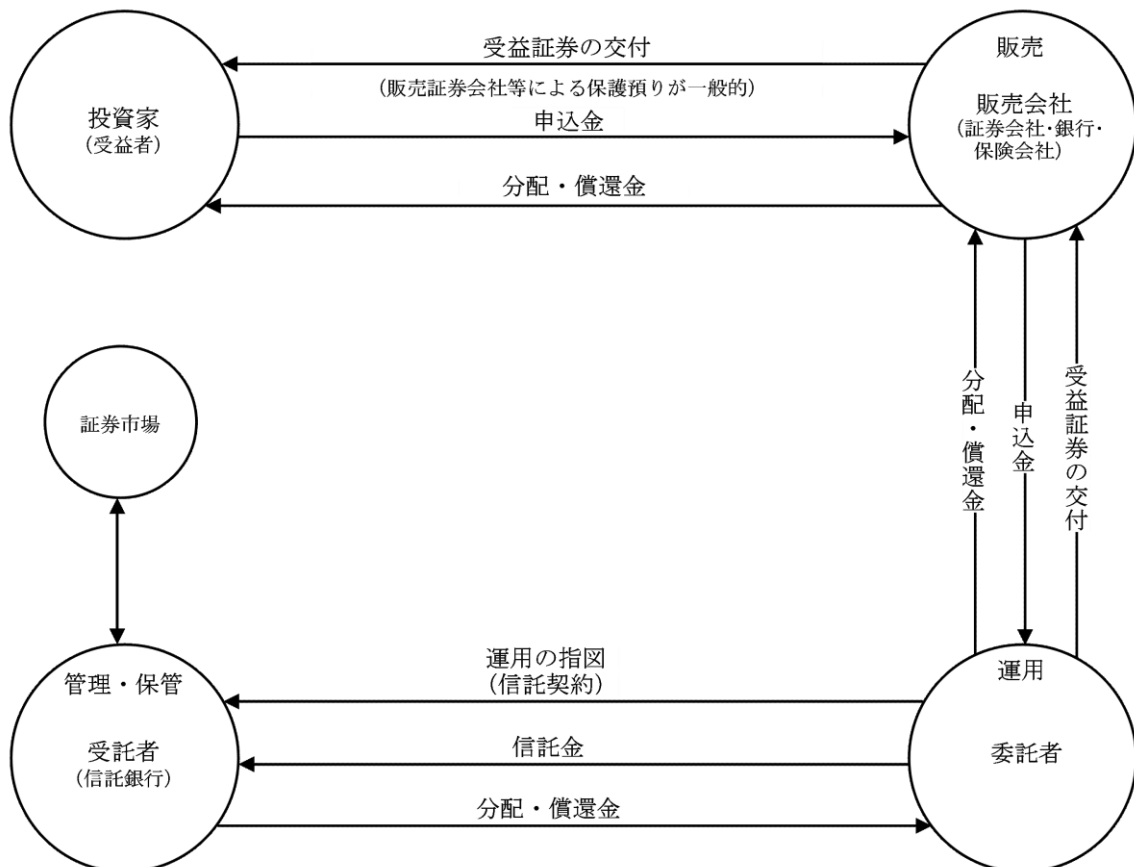 受益証券の交付
(販売証券会社等による保護預りが一般的)
申込金
分配・償還金
投資家
(受益者)
販売
販売会社
(証券会社・銀行・
保険会社)
証券市場
分配・償還金
申込金
受益証券の交付
管理・保管
受託者
(信託銀行)
運用の指図
(信託契約)
信託金
分配・償還金
運用
委託者